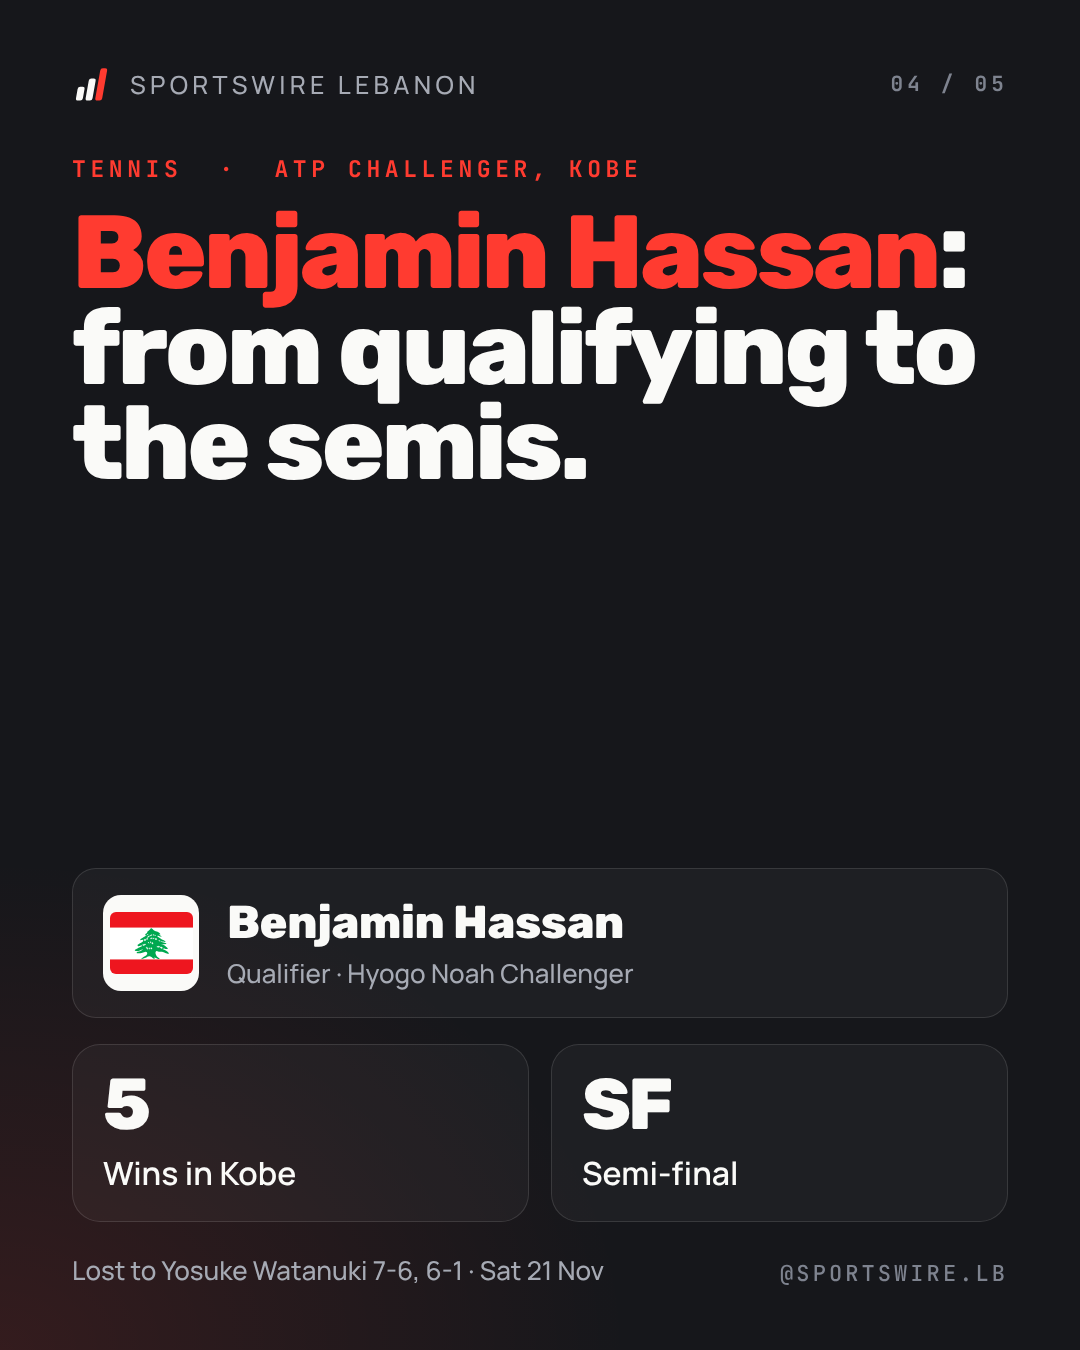 SPORTSWIRE LEBANON
04 / 05
TENNIS · ATP CHALLENGER, KOBE
Benjamin Hassan:
from qualifying to
the semis.
Benjamin Hassan
Qualifier · Hyogo Noah Challenger
5
Wins in Kobe
SF
Semi-final
Lost to Yosuke Watanuki 7-6, 6-1 · Sat 21 Nov
@SPORTSWIRE.LB